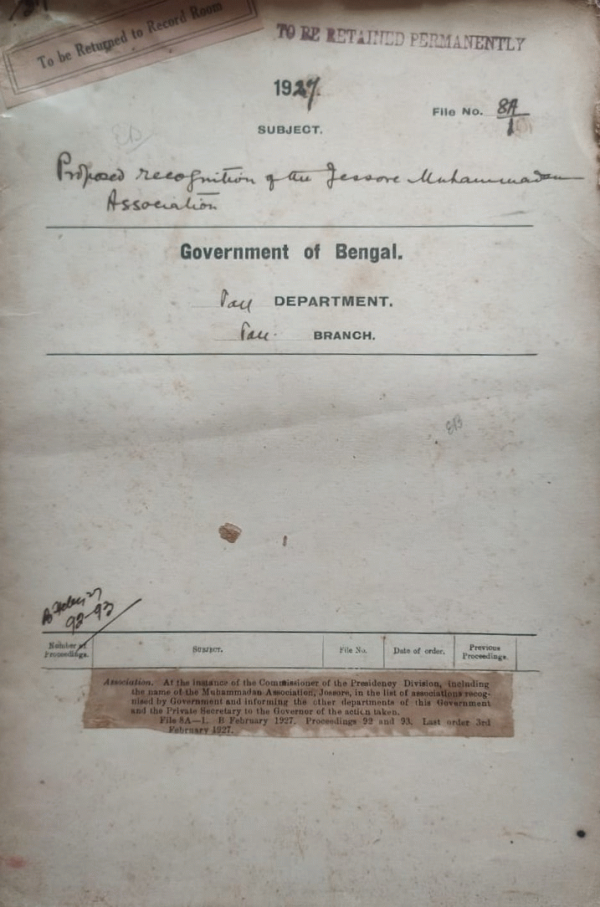 To be Returned to Record Room
TO BE RETAINED PERMANENTLY
1927.
File No. 8A/1
SUBJECT.
Proposed recognition of the Jessore Muhammadan
Association
Government of Bengal.
DEPARTMENT.
BRANCH.
92-93
Number of Proceedings.
Subject.
File No.
Date of order.
Previous Proceedings.
Association. At the instance of the Commissioner of the Presidency Division, including
the name of the Muhammadan Association, Jessore, in the list of associations recog-
nised by Government and informing the other departments of this Government
and the Private Secretary to the Governor of the action taken.
File 8A—1. B February 1927. Proceedings 92 and 93. Last order 3rd
February 1927.